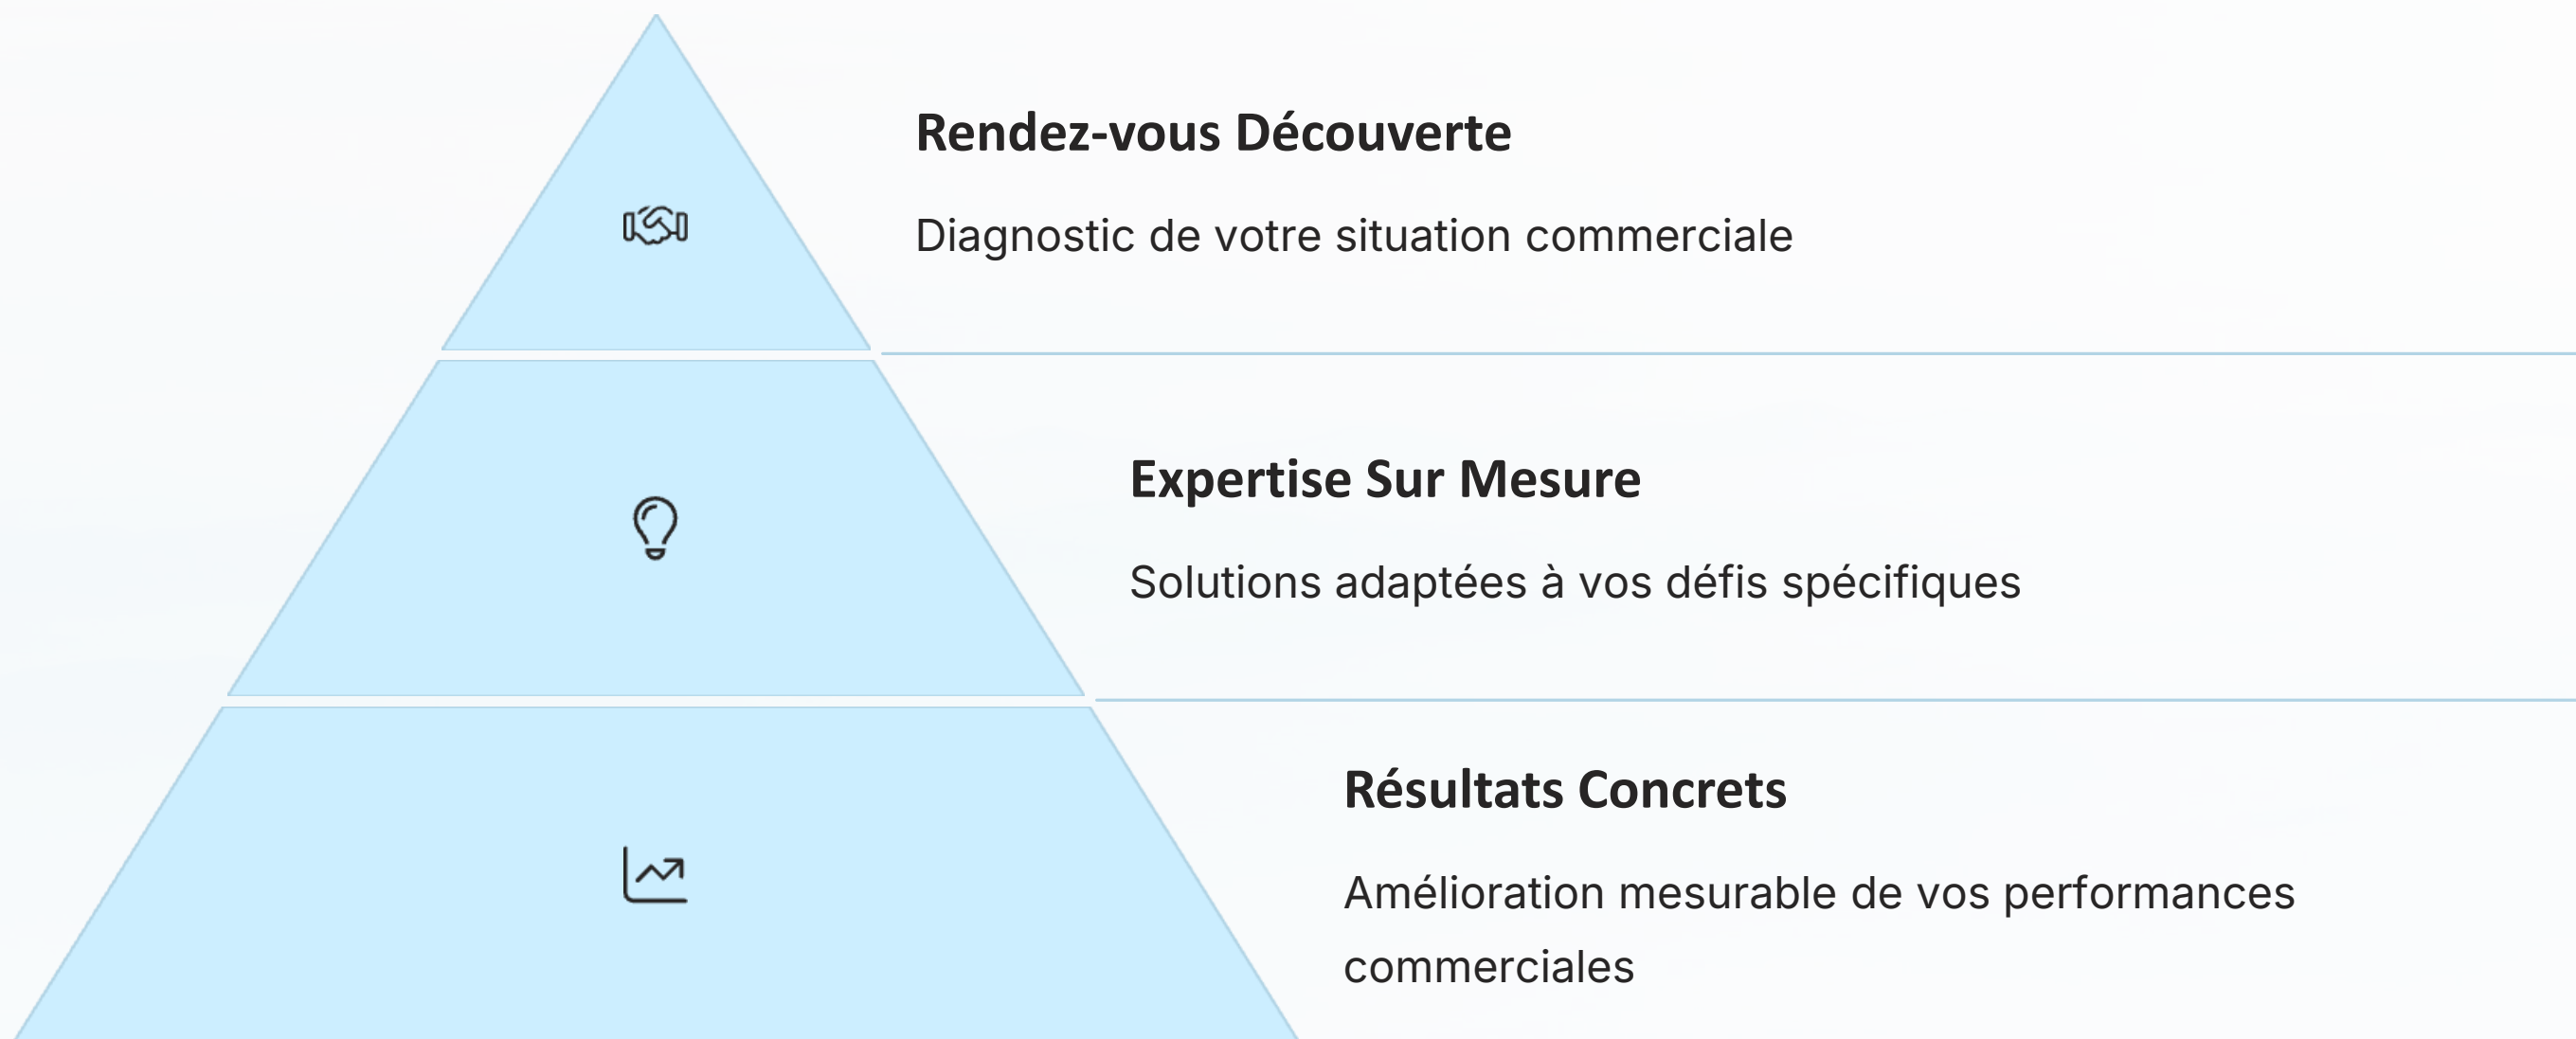 Rendez-vous Découverte
Diagnostic de votre situation commerciale
Expertise Sur Mesure
Solutions adaptées à vos défis spécifiques
Résultats Concrets
Amélioration mesurable de vos performances
commerciales